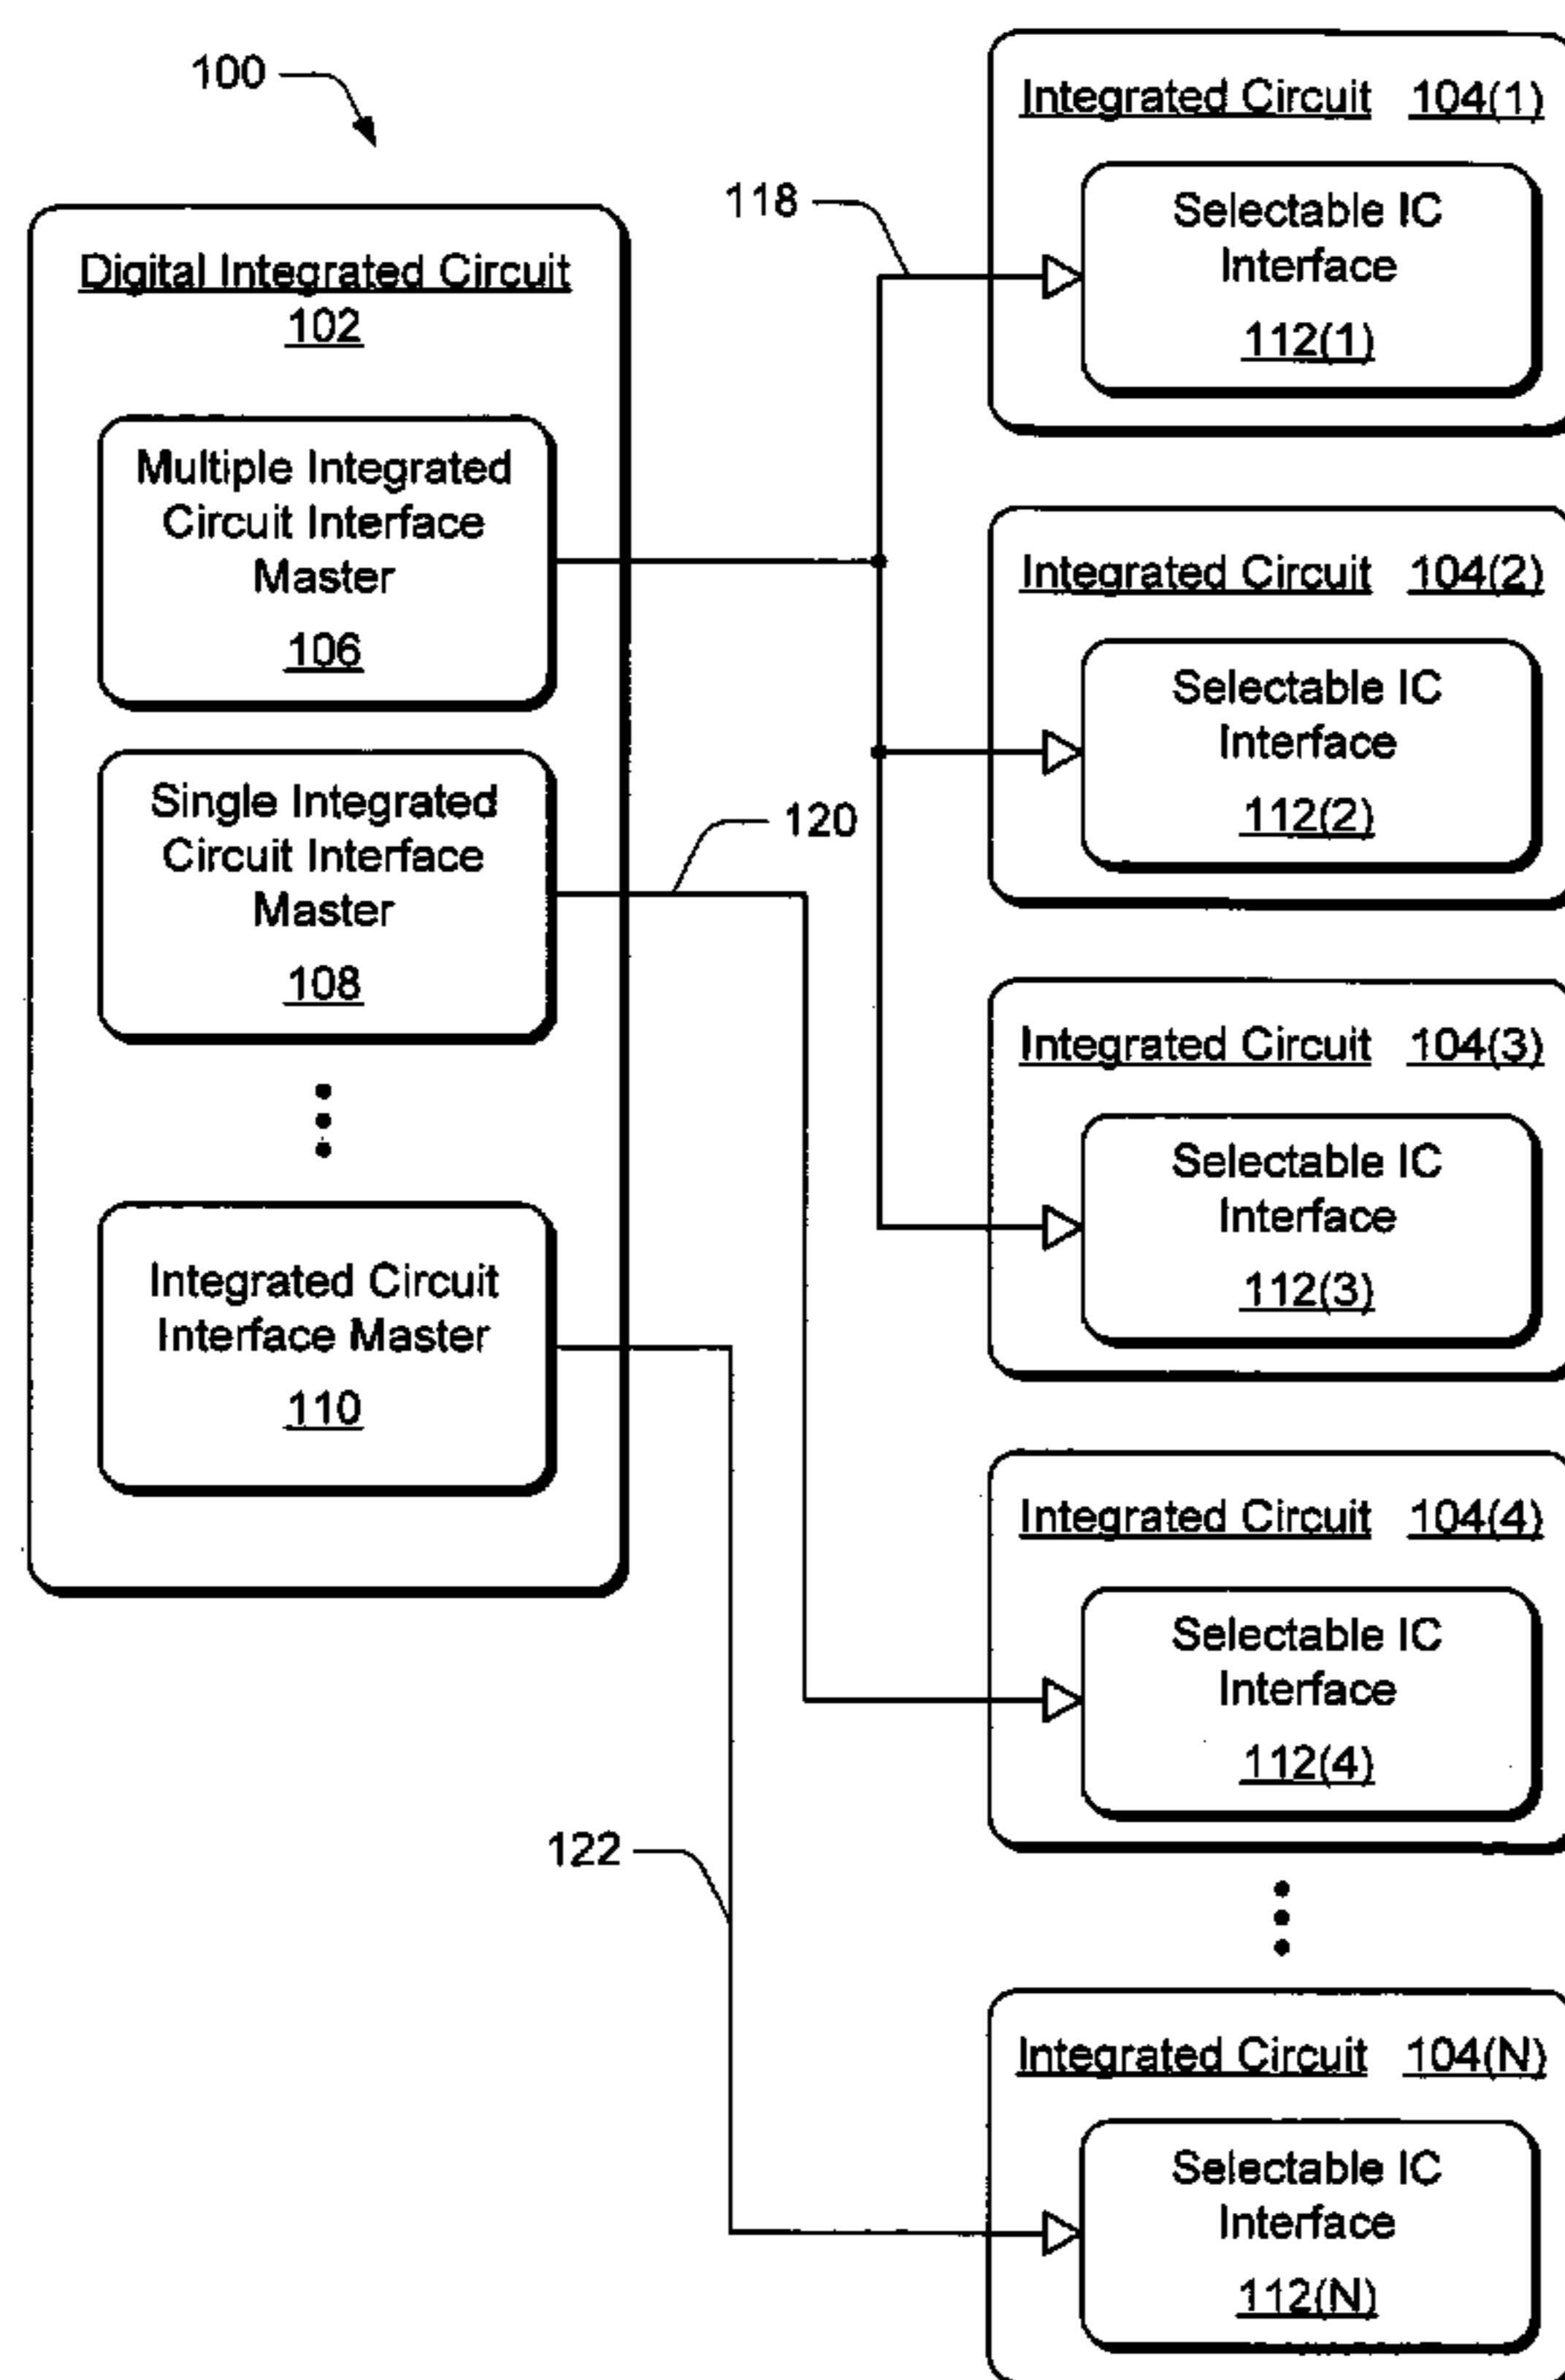 100
Digital Integrated Circuit
102
Multiple Integrated
Circuit Interface
Master
106
Single Integrated
Circuit Interface
Master
108
Integrated Circuit
Interface Master
110
118
120
122
Integrated Circuit 104(1)
Selectable IC
Interface
112(1)
Integrated Circuit 104(2)
Selectable IC
Interface
112(2)
Integrated Circuit 104(3)
Selectable IC
Interface
112(3)
Integrated Circuit 104(4)
Selectable IC
Interface
112(4)
Integrated Circuit 104(N)
Selectable IC
Interface
112(N)